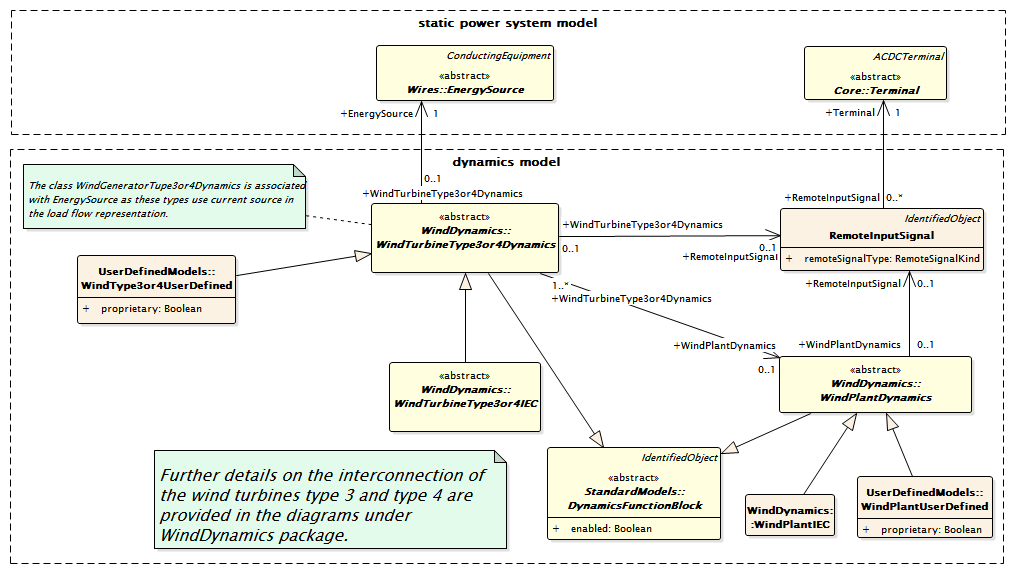 static power system model
ConductingEquipment
«abstract»
Wires::EnergySource
ACDCTerminal
«abstract»
Core::Terminal
+EnergySource
1
+Terminal
1
dynamics model
The class WindGeneratorTupe3or4Dynamics is associated
with EnergySource as these types use current source in
the load flow representation.
0..1
+WindTurbineType3or4Dynamics
«abstract»
WindDynamics::
WindTurbineType3or4Dynamics
+WindTurbineType3or4Dynamics
0..1
0..1
+RemoteInputSignal
+RemoteInputSignal
0..*
IdentifiedObject
RemoteInputSignal
+ remoteSignalType: RemoteSignalKind
UserDefinedModels::
WindType3or4UserDefined
+ proprietary: Boolean
1..*
+WindTurbineType3or4Dynamics
+RemoteInputSignal
0..1
+WindPlantDynamics
0..1
+WindPlantDynamics
0..1
«abstract»
WindDynamics::
WindTurbineType3or4IEC
«abstract»
WindDynamics::
WindPlantDynamics
Further details on the interconnection of
the wind turbines type 3 and type 4 are
provided in the diagrams under
WindDynamics package.
IdentifiedObject
«abstract»
StandardModels::
DynamicsFunctionBlock
+ enabled: Boolean
WindDynamics:
:WindPlantIEC
UserDefinedModels::
WindPlantUserDefined
+ proprietary: Boolean